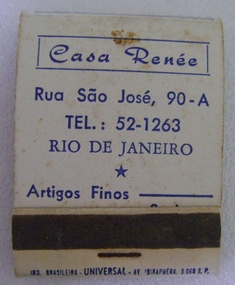 Casa Renée
Rua São José, 90-A
TEL.: 52-1263
RIO DE JANEIRO
Artigos Finos
IND. BRASILEIRA - UNIVERSAL - AV. IBIRAPUERA, S.P.